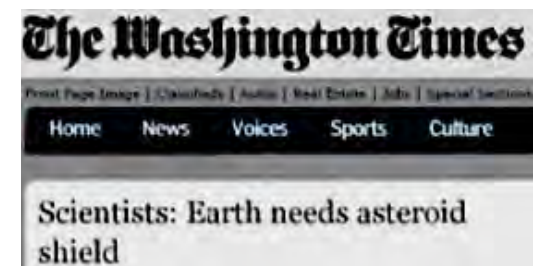 The Washington Times
Front Page Image | Classifieds | Autos | Real Estate | Jobs | Special Sections
Home News Voices Sports Culture
Scientists: Earth needs asteroid
shield